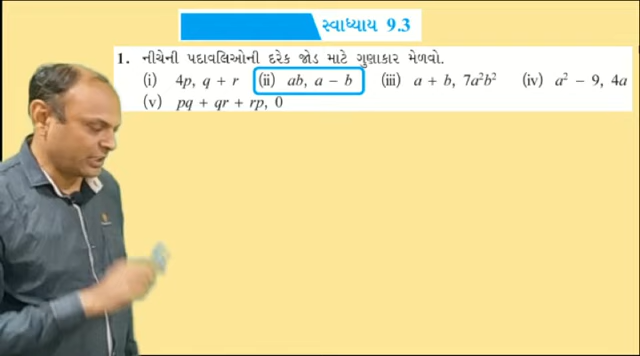 સ્વાધ્યાય 9.3
1. નીચેની પદાવલિઓની દરેક જોડ માટે ગુણાકાર મેળવો.
(i) 4p, q + r (ii) ab, a − b (iii) a + b, 7a²b² (iv) a² − 9, 4a
(v) pq + qr + rp, 0